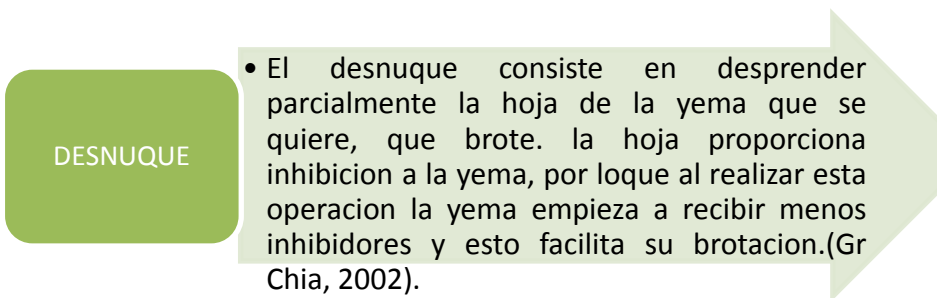 DESNUQUE
• El desnuque consiste en desprender
parcialmente la hoja de la yema que se
quiere, que brote. la hoja proporciona
inhibicion a la yema, por loque al realizar esta
operacion la yema empieza a recibir menos
inhibidores y esto facilita su brotacion.(Gr
Chia, 2002).